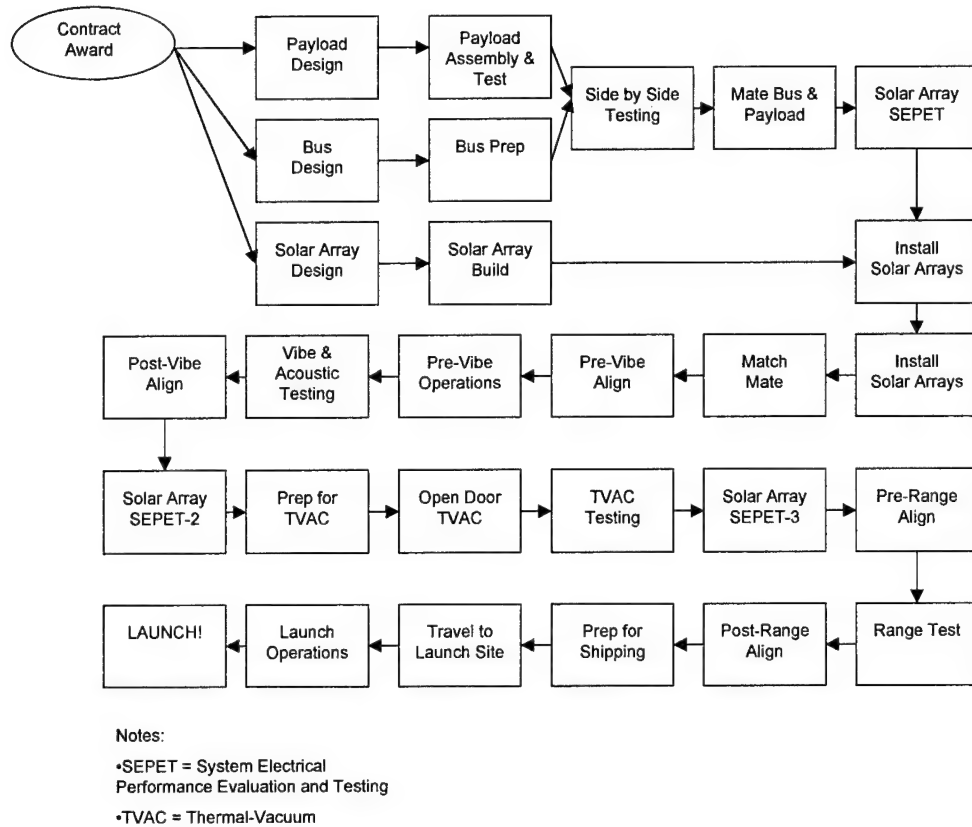 Contract
Award
Payload
Design
Payload
Assembly &
Test
Side by Side
Testing
Mate Bus &
Payload
Solar Array
SEPET
Bus
Design
Bus Prep
Solar Array
Design
Solar Array
Build
Install
Solar Arrays
Post-Vibe
Align
Vibe &
Acoustic
Testing
Pre-Vibe
Operations
Pre-Vibe
Align
Match
Mate
Install
Solar Arrays
Solar Array
SEPET-2
Prep for
TVAC
Open Door
TVAC
TVAC
Testing
Solar Array
SEPET-3
Pre-Range
Align
LAUNCH!
Launch
Operations
Travel to
Launch Site
Prep for
Shipping
Post-Range
Align
Range Test
Notes:
•SEPET = System Electrical
Performance Evaluation and Testing
•TVAC = Thermal-Vacuum